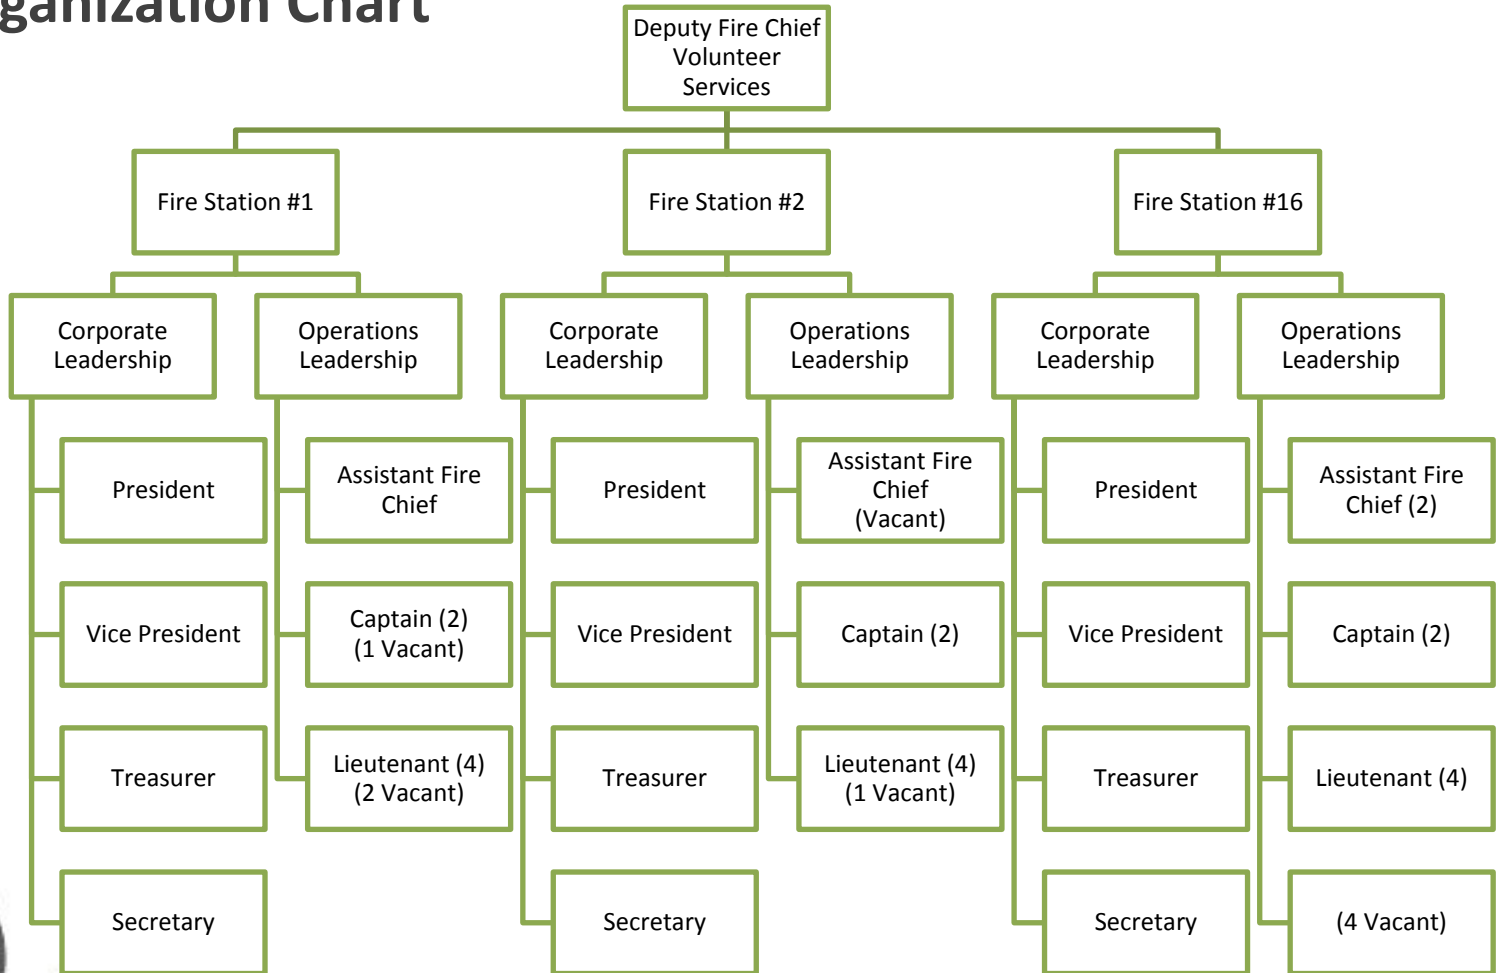 ganization Chart
Deputy Fire Chief
Volunteer
Services
Fire Station #1
Fire Station #2
Fire Station #16
Corporate
Leadership
Operations
Leadership
Corporate
Leadership
Operations
Leadership
Corporate
Leadership
Operations
Leadership
President
Assistant Fire
Chief
President
Assistant Fire
Chief
(Vacant)
President
Assistant Fire
Chief (2)
Vice President
Captain (2)
(1 Vacant)
Vice President
Captain (2)
Vice President
Captain (2)
Treasurer
Lieutenant (4)
(2 Vacant)
Treasurer
Lieutenant (4)
(1 Vacant)
Treasurer
Lieutenant (4)
Secretary
Secretary
Secretary
(4 Vacant)